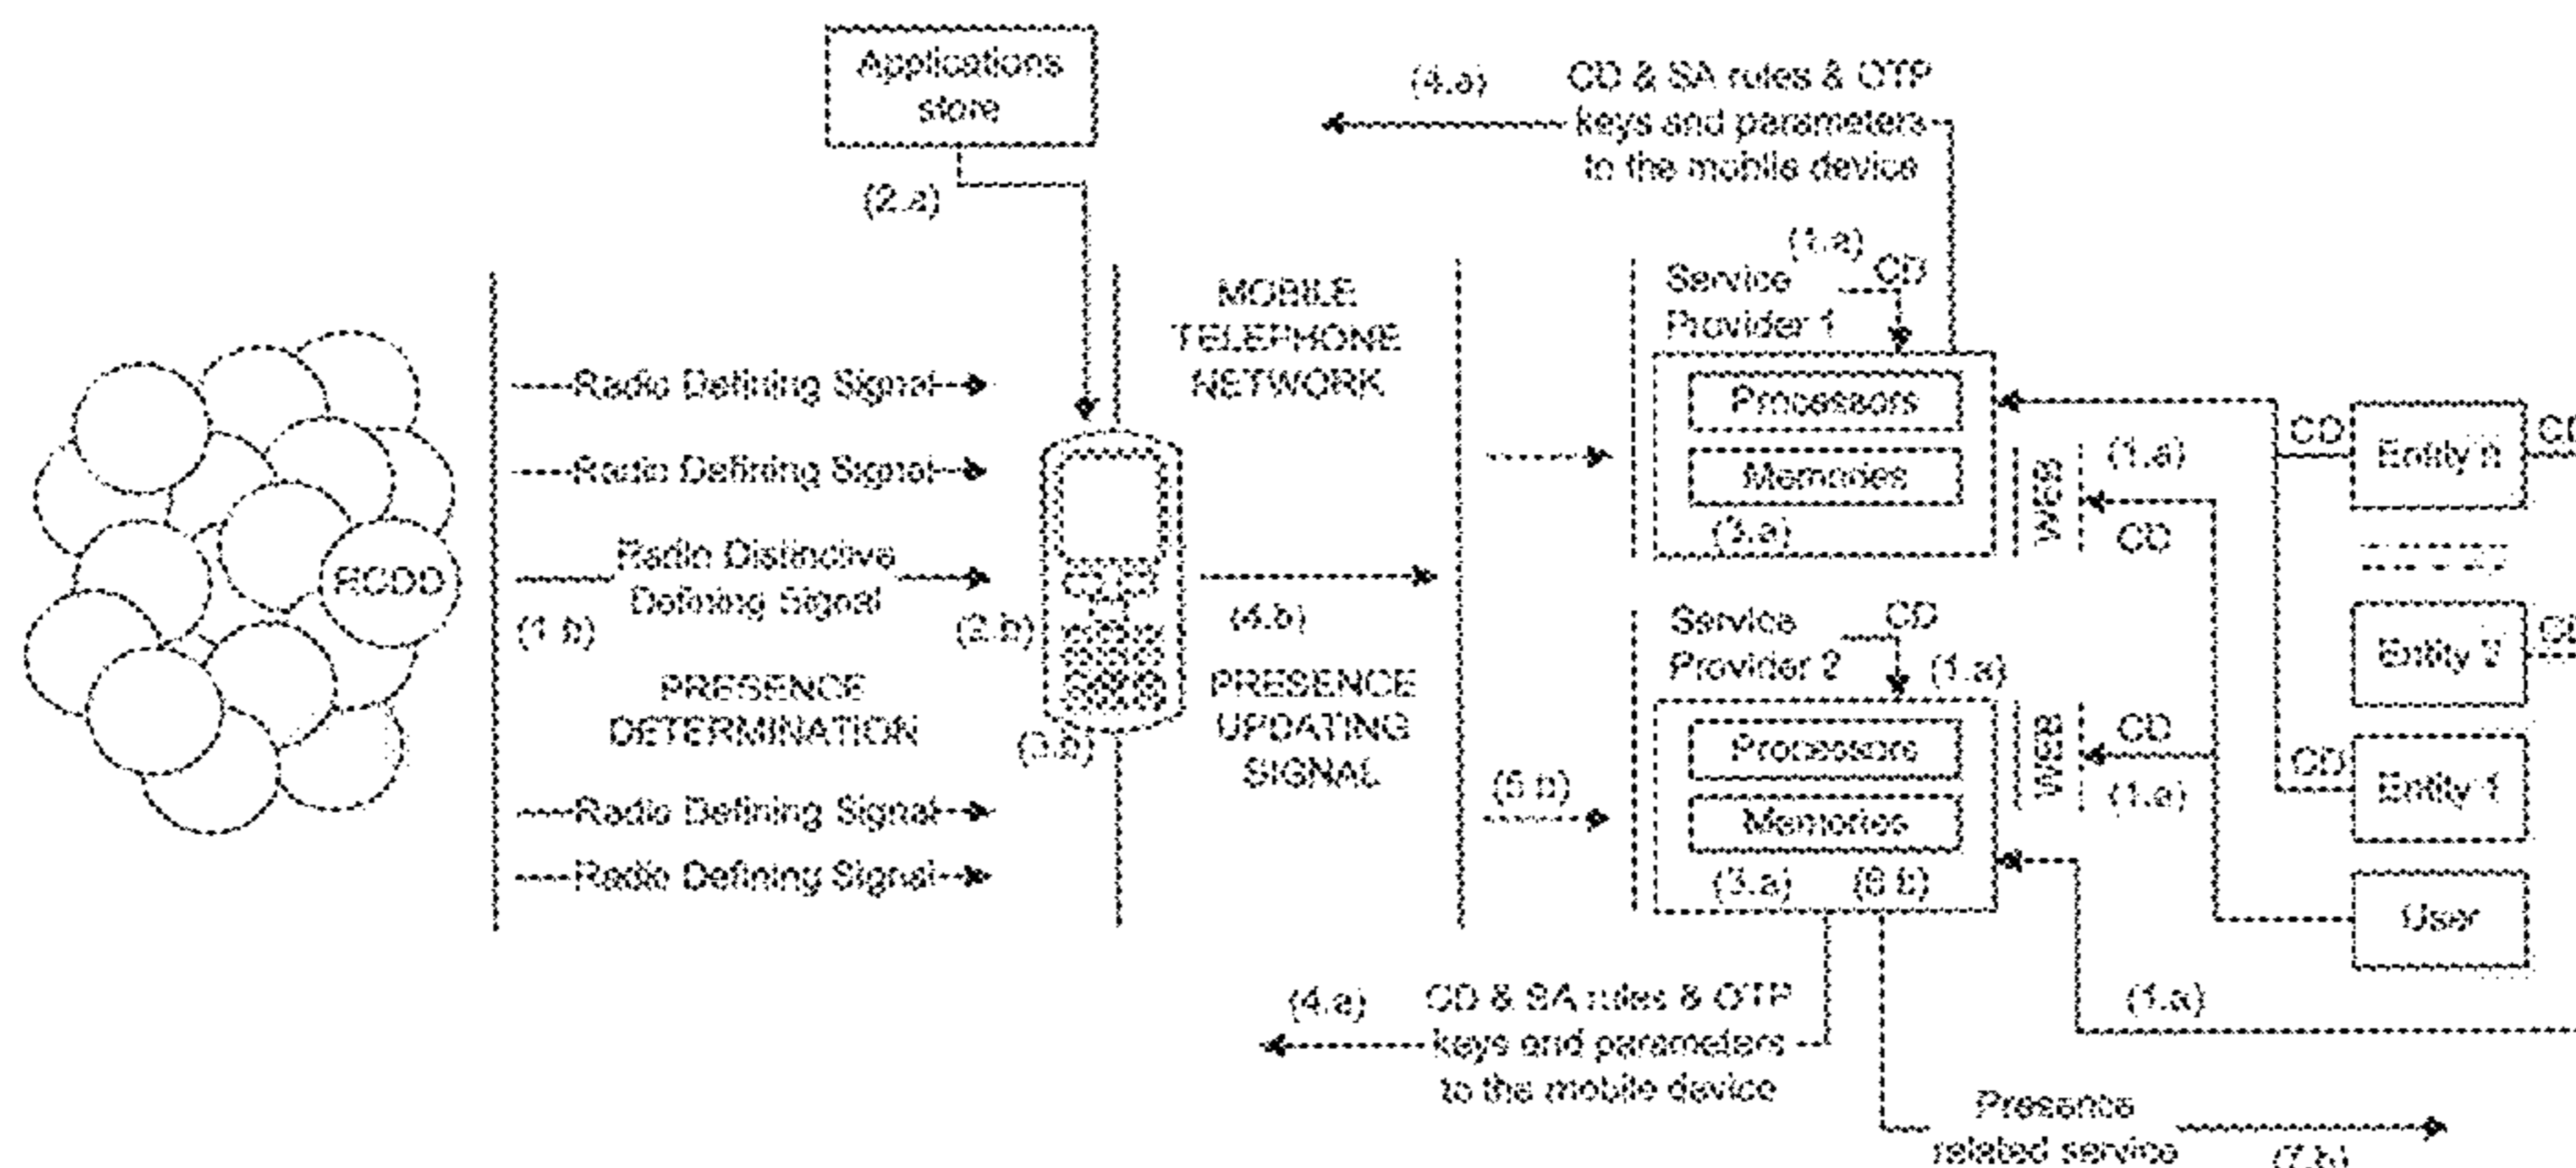 Applications
store
(2.a)
(4.a)
CD & SA rules & OTP
keys and parameters
to the mobile device
(1.a)
CD
Service
Provider 1
MOBILE
TELEPHONE
NETWORK
Radio Defining Signal
Radio Defining Signal
Radio Distinctive
Defining Signal
(1.b)
RCDD
(2.b)
(3.b)
PRESENCE
DETERMINATION
Radio Defining Signal
Radio Defining Signal
(4.b)
PRESENCE
UPDATING
SIGNAL
(5.b)
Processors
Memories
(3.a)
WEB
(1.a)
CD
Service
Provider 2
CD
(1.a)
Processors
Memories
(3.a)
(6.b)
WEB
CD
(1.a)
CD
Entity
CD
Entity 2
CD
Entity 1
User
(1.a)
(4.a)
CD & SA rules & OTP
keys and parameters
to the mobile device
Presence
related service
(7.b)